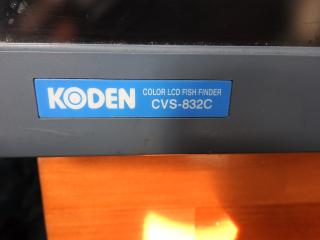 KODEN
COLOR LCD FISH FINDER
CVS-832C